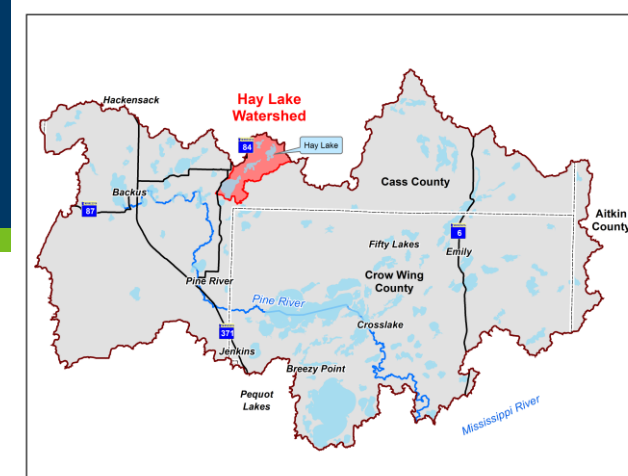 Hackensack
Hay Lake
Watershed
84
Hay Lake
Cass County
Backus
87
Aitkin
County
6
Fifty Lakes
Emily
Pine River
Crow Wing
County
Pine River
371
Crosslake
Jenkins
Breezy Point
Pequot
Lakes
Mississippi River